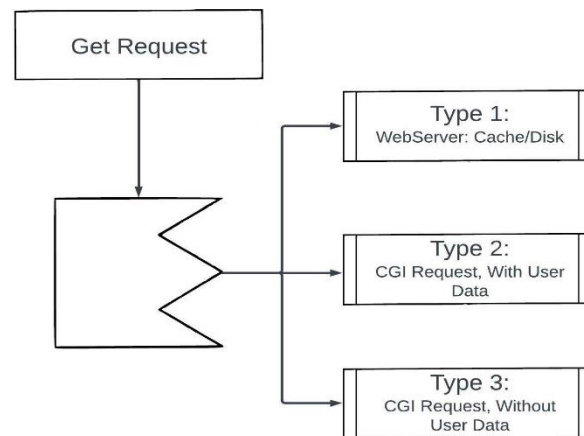 Get Request
Type 1:
WebServer: Cache/Disk
Type 2:
CGI Request, With User
Data
Type 3:
CGI Request, Without
User Data